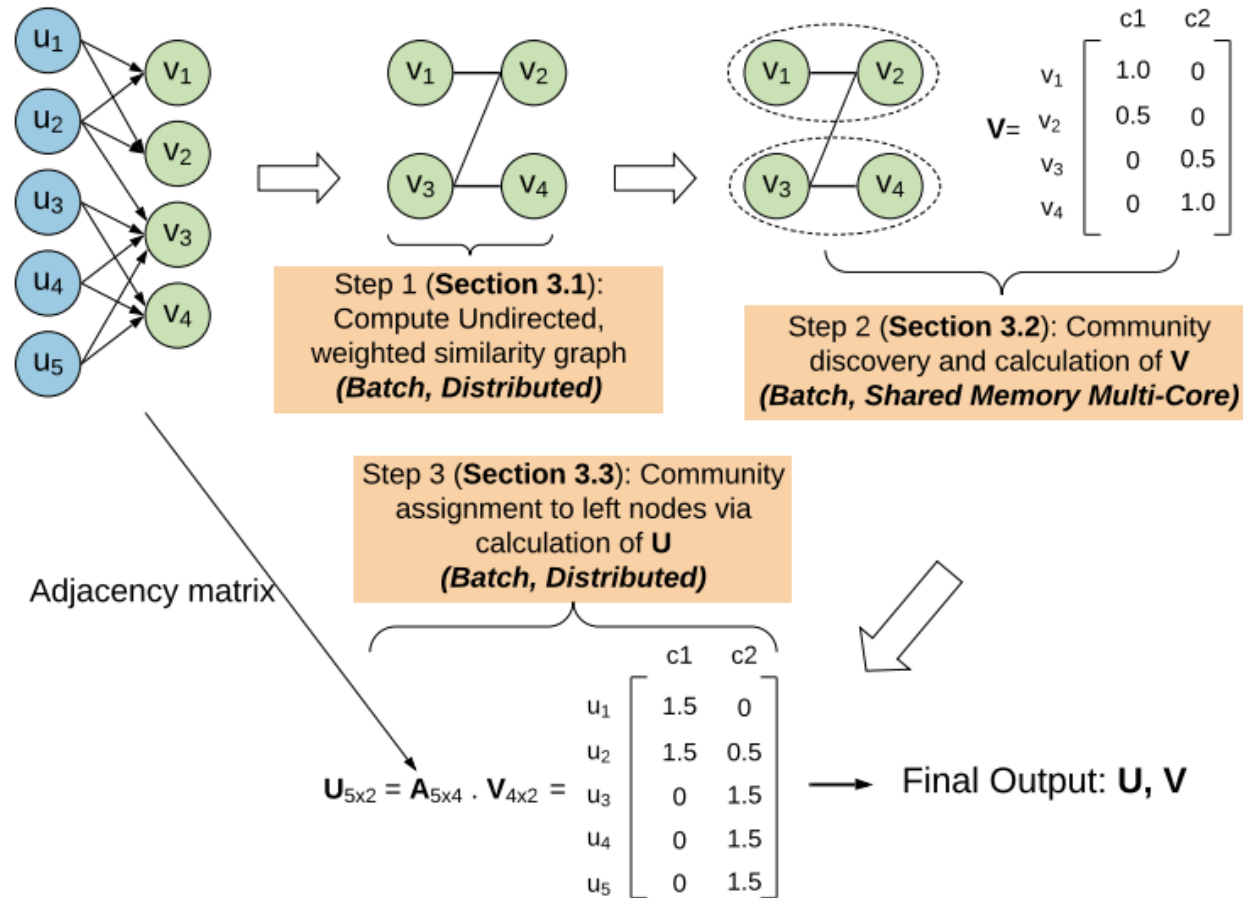 u₁
u₂
u₃
u₄
u₅
v₁
v₂
v₃
v₄
v₁ v₂
v₃ v₄
v₁ v₂
v₃ v₄
c1 c2
v₁ 1.0 0
V= v₂ 0.5 0
v₃ 0 0.5
v₄ 0 1.0
Step 1 (Section 3.1):
Compute Undirected,
weighted similarity graph
(Batch, Distributed)
Step 2 (Section 3.2): Community
discovery and calculation of V
(Batch, Shared Memory Multi-Core)
Step 3 (Section 3.3): Community
assignment to left nodes via
calculation of U
(Batch, Distributed)
Adjacency matrix
c1 c2
u₁ 1.5 0
u₂ 1.5 0.5
U₅ₓ₂ = A₅ₓ₄ . V₄ₓ₂ = u₃ 0 1.5
u₄ 0 1.5
u₅ 0 1.5
Final Output: U, V